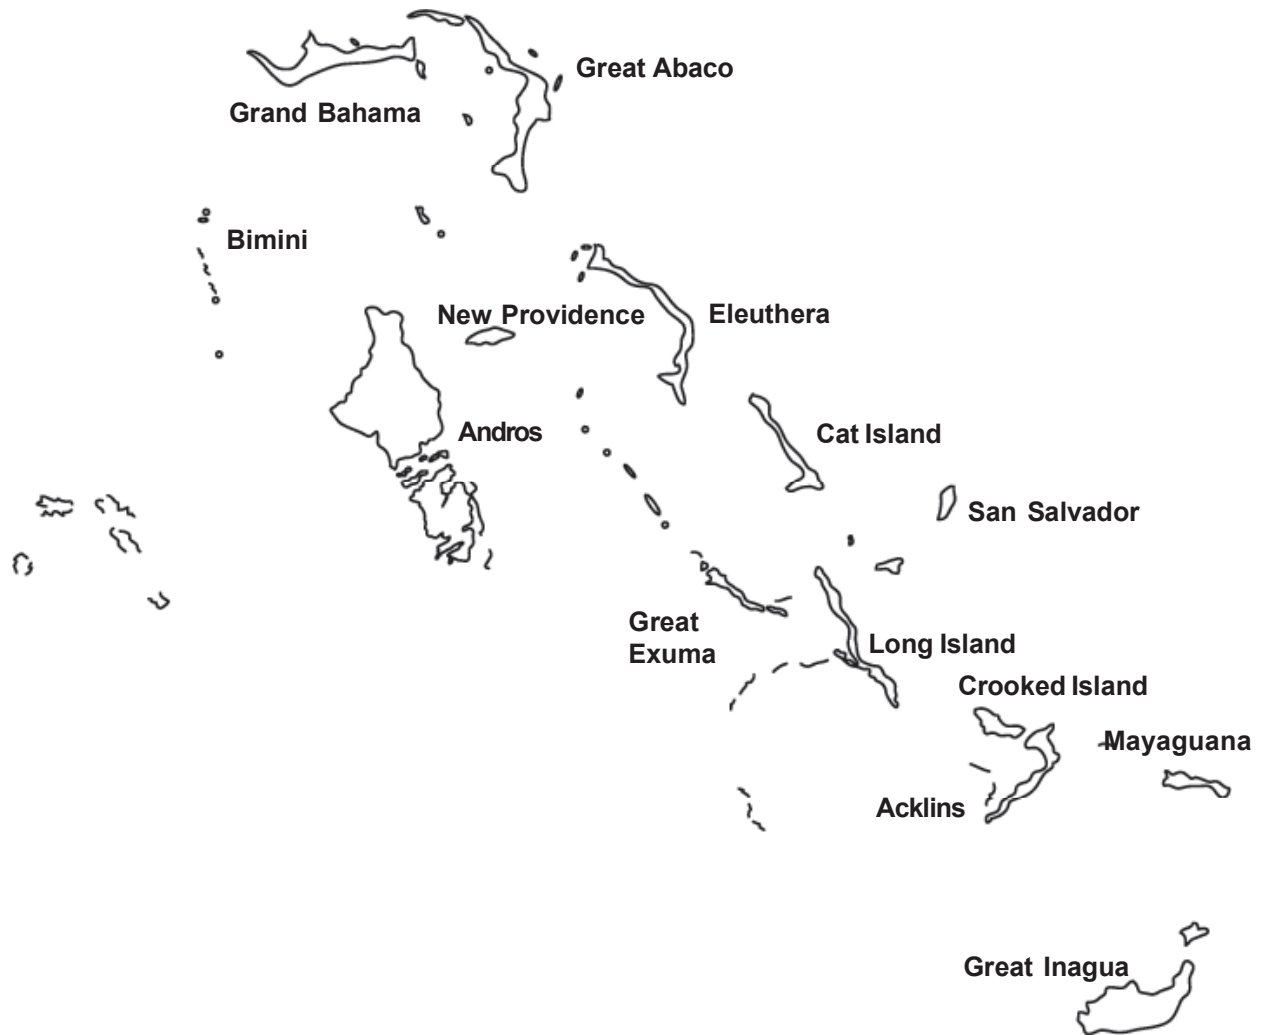 Great Abaco
Grand Bahama
Bimini
New Providence
Eleuthera
Andros
Cat Island
San Salvador
Great
Exuma
Long Island
Crooked Island
Mayaguana
Acklins
Great Inagua